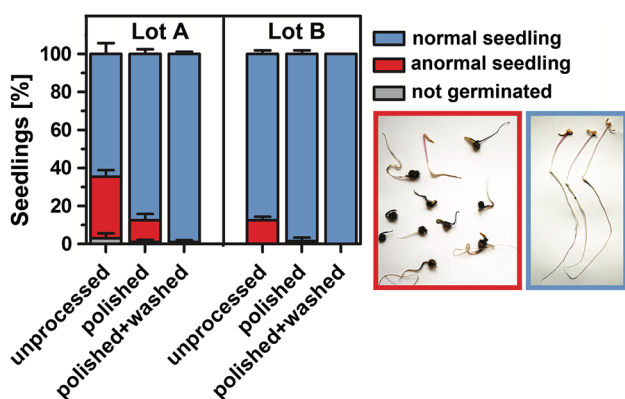 Lot A Lot B
Seedlings [%]
100
80
60
40
20
0
unprocessed
polished
polished+washed
unprocessed
polished
polished+washed
normal seedling
anormal seedling
not germinated